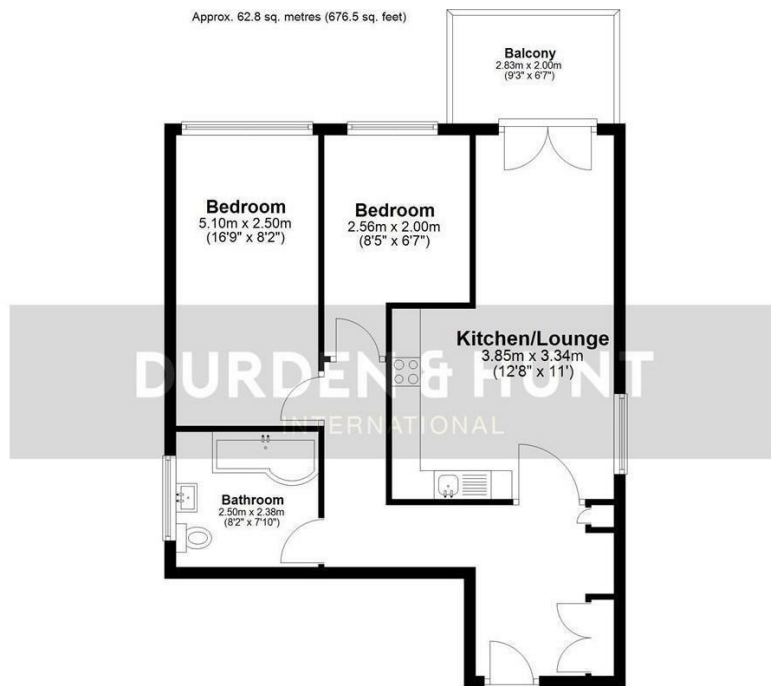 Approx. 62.8 sq. metres (676.5 sq. feet)
Balcony
2.83m x 2.00m
(9'3" x 6'7")
Bedroom
5.10m x 2.50m
(16'9" x 8'2")
Bedroom
2.56m x 2.00m
(8'5" x 6'7")
Kitchen/Lounge
3.85m x 3.34m
(12'8" x 11')
DURDEN & HUNT
INTERNATIONAL
Bathroom
2.50m x 2.38m
(8'2" x 7'10")